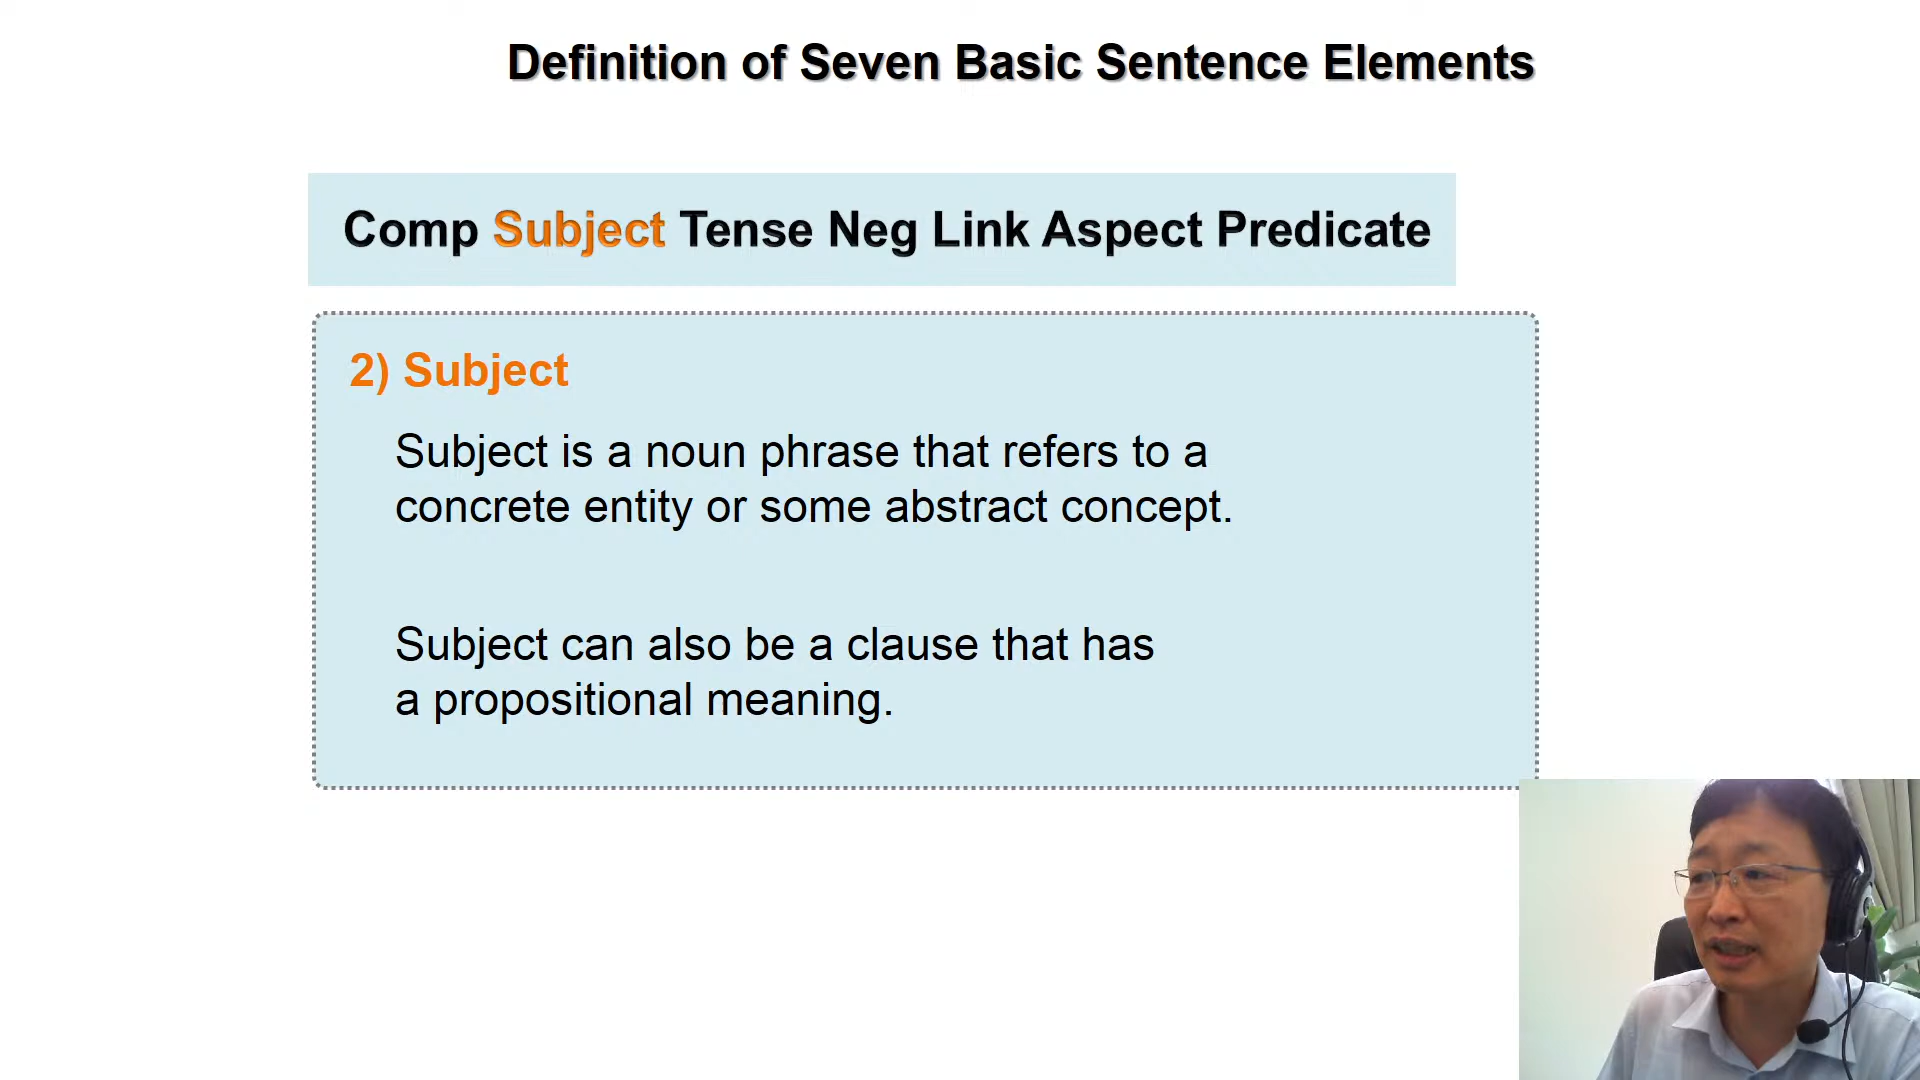 Definition of Seven Basic Sentence Elements
Comp Subject Tense Neg Link Aspect Predicate
2) Subject
Subject is a noun phrase that refers to a
concrete entity or some abstract concept.
Subject can also be a clause that has
a propositional meaning.